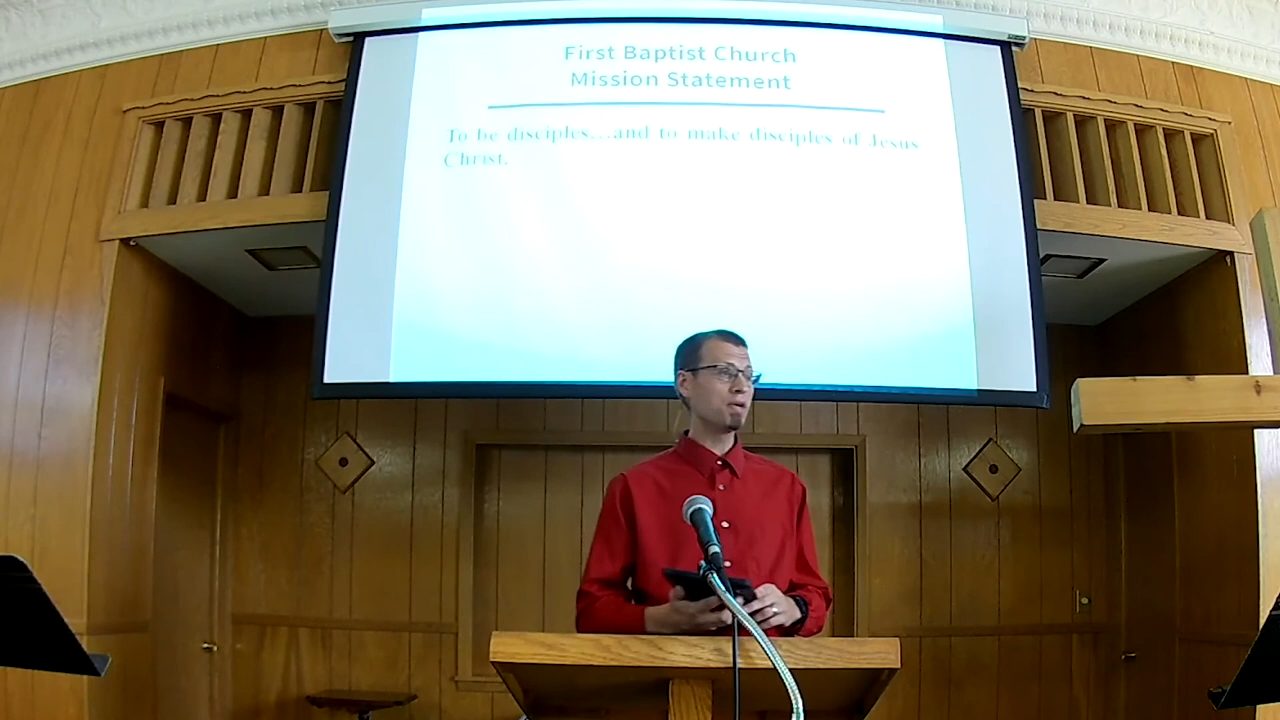 First Baptist Church
Mission Statement
To be disciples...and to make disciples of Jesus
Christ.